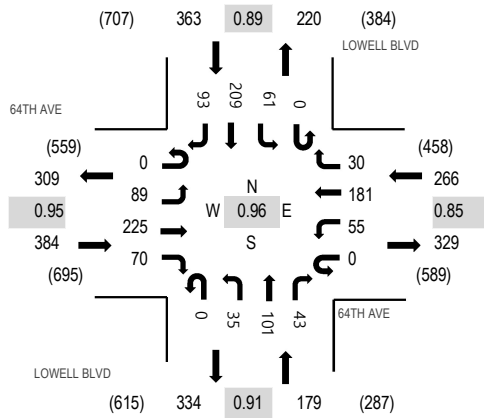 (707) 363 0.89 220 (384)
LOWELL BLVD
93 209 61 0
64TH AVE
(559) 0 30 (458)
309 89 N 181 266
0.95 225 W 0.96 E 55 0.85
384 70 S 0 329
(695) (589)
0 35 101 43
64TH AVE
LOWELL BLVD
(615) 334 0.91 179 (287)